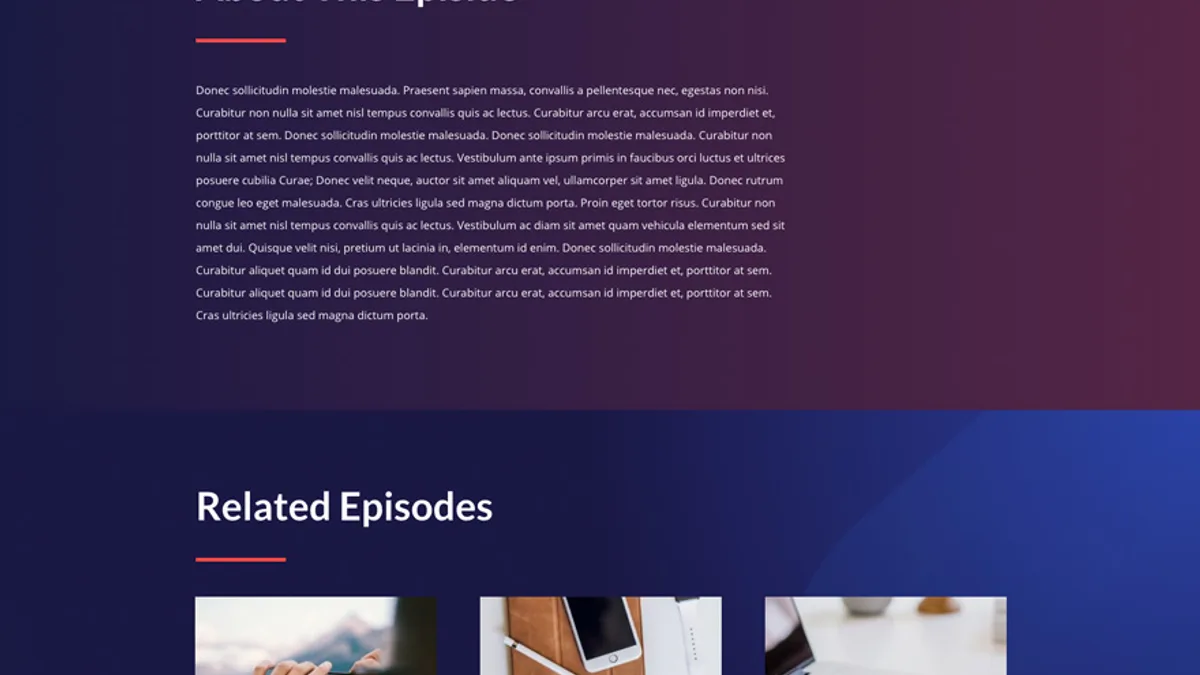 About This Episode
Donec sollicitudin molestie malesuada. Praesent sapien massa, convallis a pellentesque nec, egestas non nisi.
Curabitur non nulla sit amet nisl tempus convallis quis ac lectus. Curabitur arcu erat, accumsan id imperdiet et,
porttitor at sem. Donec sollicitudin molestie malesuada. Donec sollicitudin molestie malesuada. Curabitur non
nulla sit amet nisl tempus convallis quis ac lectus. Vestibulum ante ipsum primis in faucibus orci luctus et ultrices
posuere cubilia Curae; Donec velit neque, auctor sit amet aliquam vel, ullamcorper sit amet ligula. Donec rutrum
congue leo eget malesuada. Cras ultricies ligula sed magna dictum porta. Proin eget tortor risus. Curabitur non
nulla sit amet nisl tempus convallis quis ac lectus. Vestibulum ac diam sit amet quam vehicula elementum sed sit
amet dui. Quisque velit nisi, pretium ut lacinia in, elementum id enim. Donec sollicitudin molestie malesuada.
Curabitur aliquet quam id dui posuere blandit. Curabitur arcu erat, accumsan id imperdiet et, porttitor at sem.
Curabitur aliquet quam id dui posuere blandit. Curabitur arcu erat, accumsan id imperdiet et, porttitor at sem.
Cras ultricies ligula sed magna dictum porta.
Related Episodes